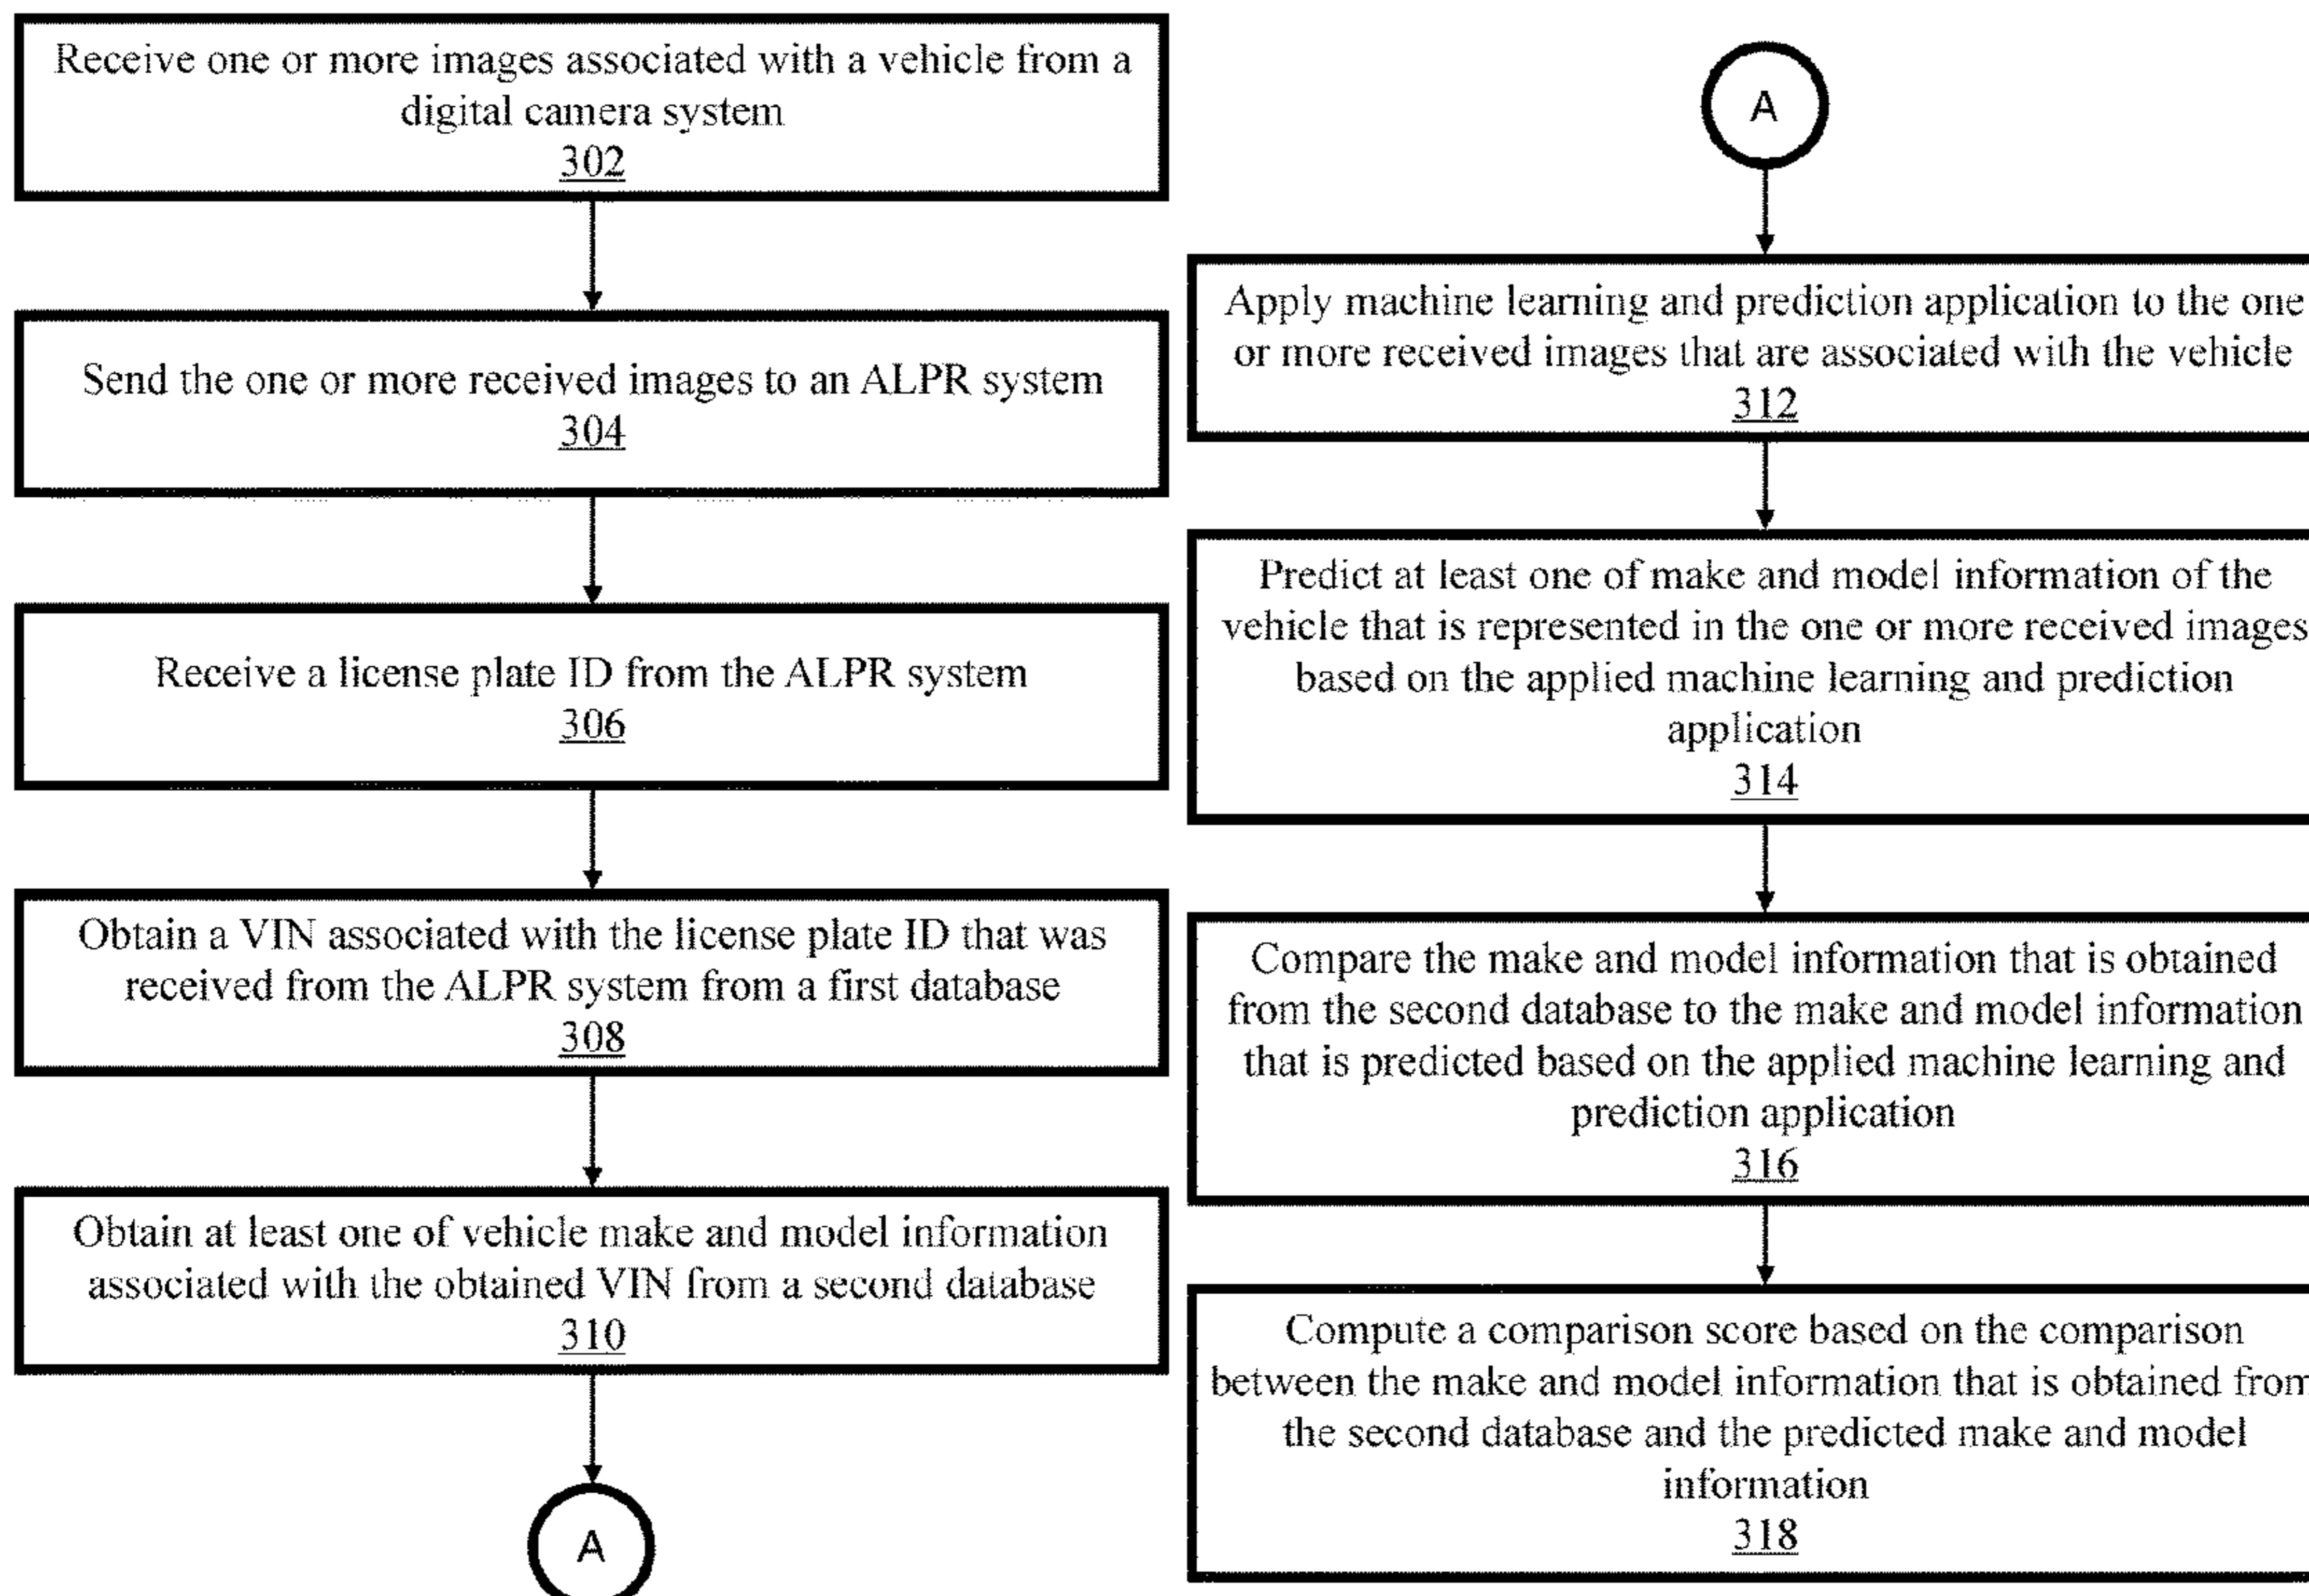 Receive one or more images associated with a vehicle from a
digital camera system
302
Send the one or more received images to an ALPR system
304
Receive a license plate ID from the ALPR system
306
Obtain a VIN associated with the license plate ID that was
received from the ALPR system from a first database
308
Obtain at least one of vehicle make and model information
associated with the obtained VIN from a second database
310
A
A
Apply machine learning and prediction application to the one
or more received images that are associated with the vehicle
312
Predict at least one of make and model information of the
vehicle that is represented in the one or more received images
based on the applied machine learning and prediction
application
314
Compare the make and model information that is obtained
from the second database to the make and model information
that is predicted based on the applied machine learning and
prediction application
316
Compute a comparison score based on the comparison
between the make and model information that is obtained from
the second database and the predicted make and model
information
318